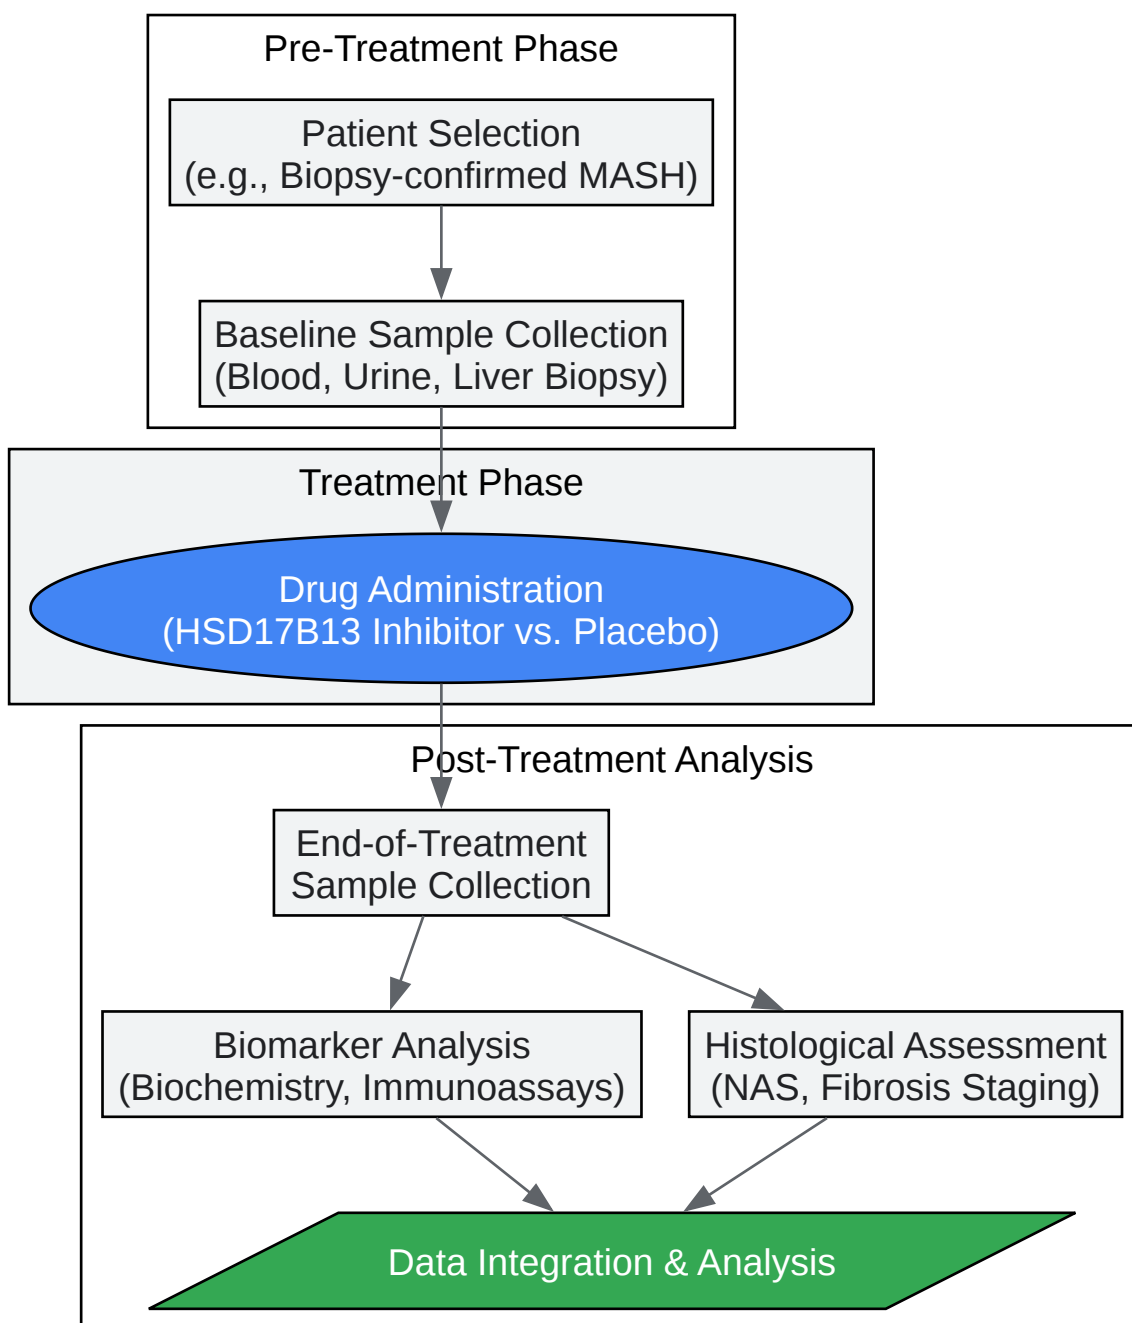 Pre-Treatment Phase
Patient Selection
(e.g., Biopsy-confirmed MASH)
Baseline Sample Collection
(Blood, Urine, Liver Biopsy)
Treatment Phase
Drug Administration
(HSD17B13 Inhibitor vs. Placebo)
Post-Treatment Analysis
End-of-Treatment
Sample Collection
Biomarker Analysis
(Biochemistry, Immunoassays)
Histological Assessment
(NAS, Fibrosis Staging)
Data Integration & Analysis